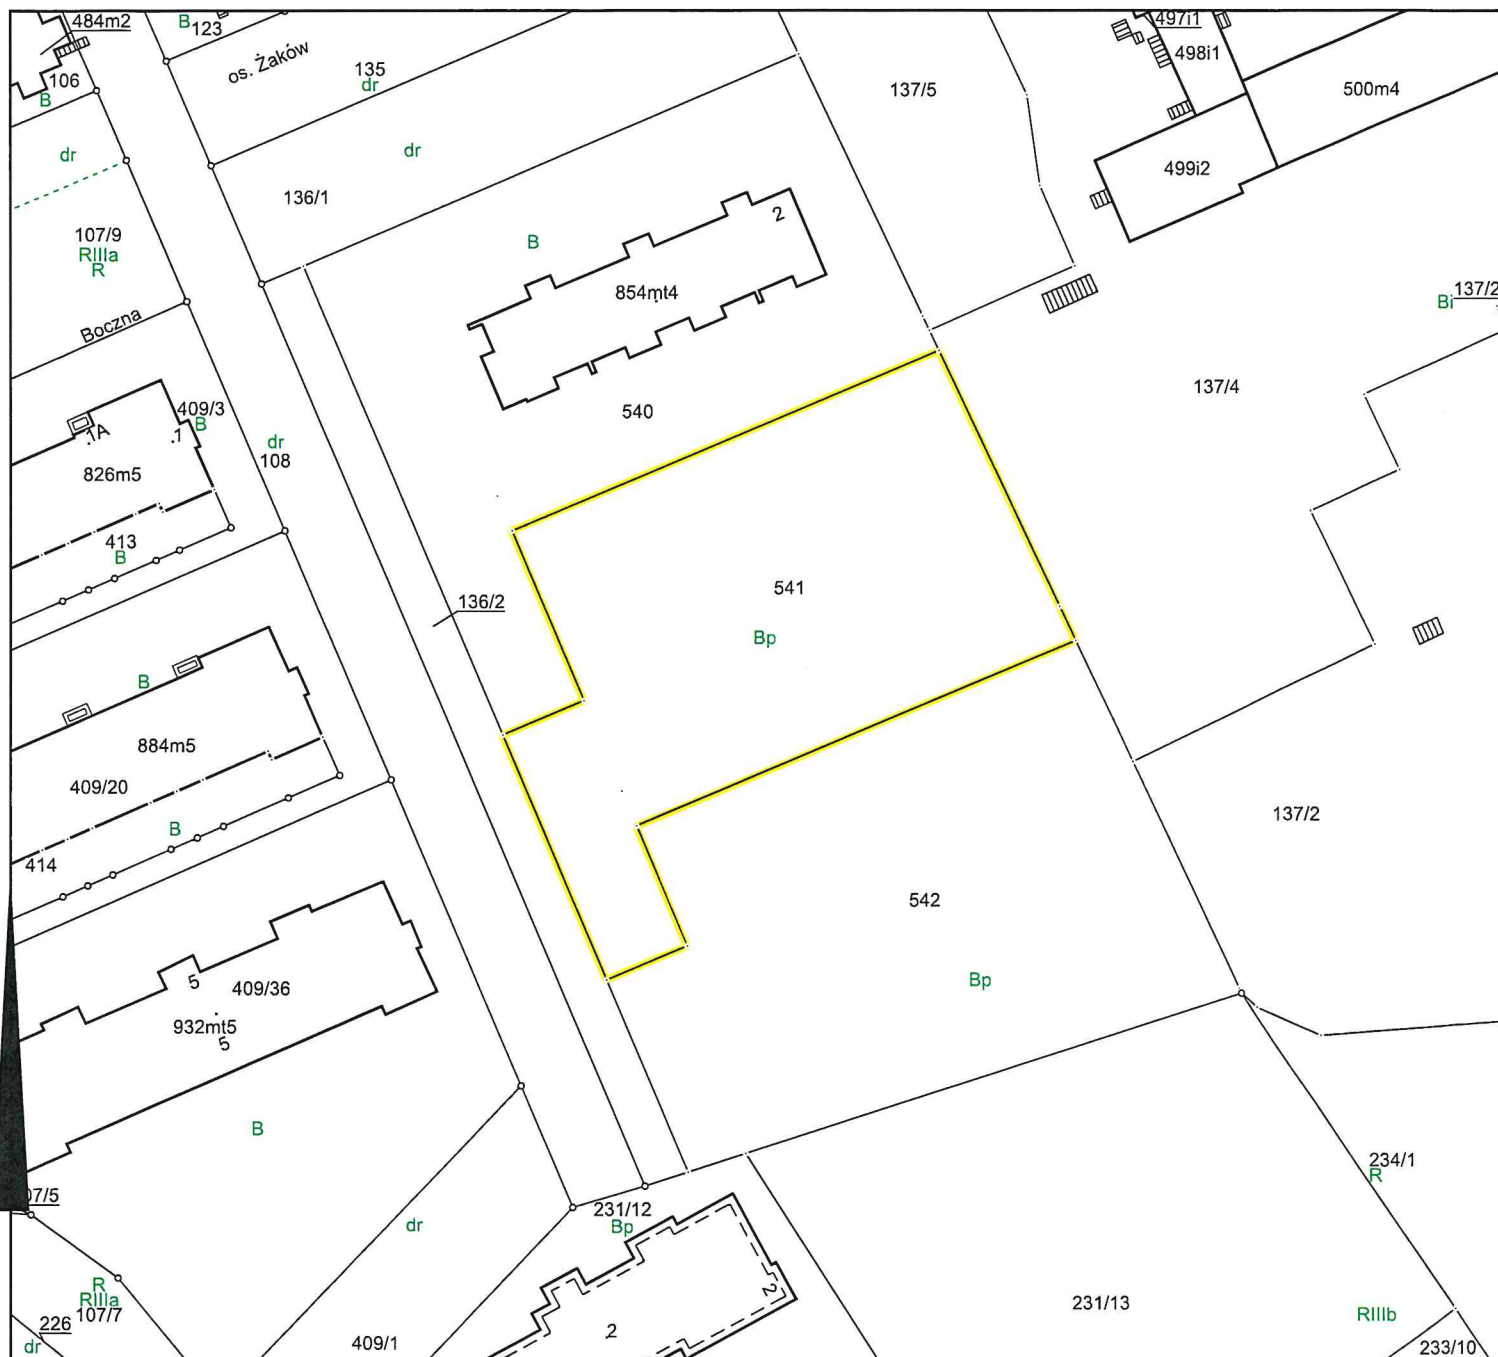 484m2
B
123
497i1
498i1
106
B
os. Żaków
135
dr
137/5
500m4
dr
dr
499i2
136/1
2
107/9
RIIIa
R
B
854mt4
Bi
137/2
Boczna
137/4
409/3
B
1A
.1
dr
108
540
826m5
413
B
541
136/2
Bp
B
884m5
409/20
B
414
137/2
542
5
409/36
Bp
932mt5
5
B
234/1
R
07/5
231/12
Bp
dr
R
RIIIa
107/7
2
231/13
RIIIb
226
dr
409/1
2
233/10